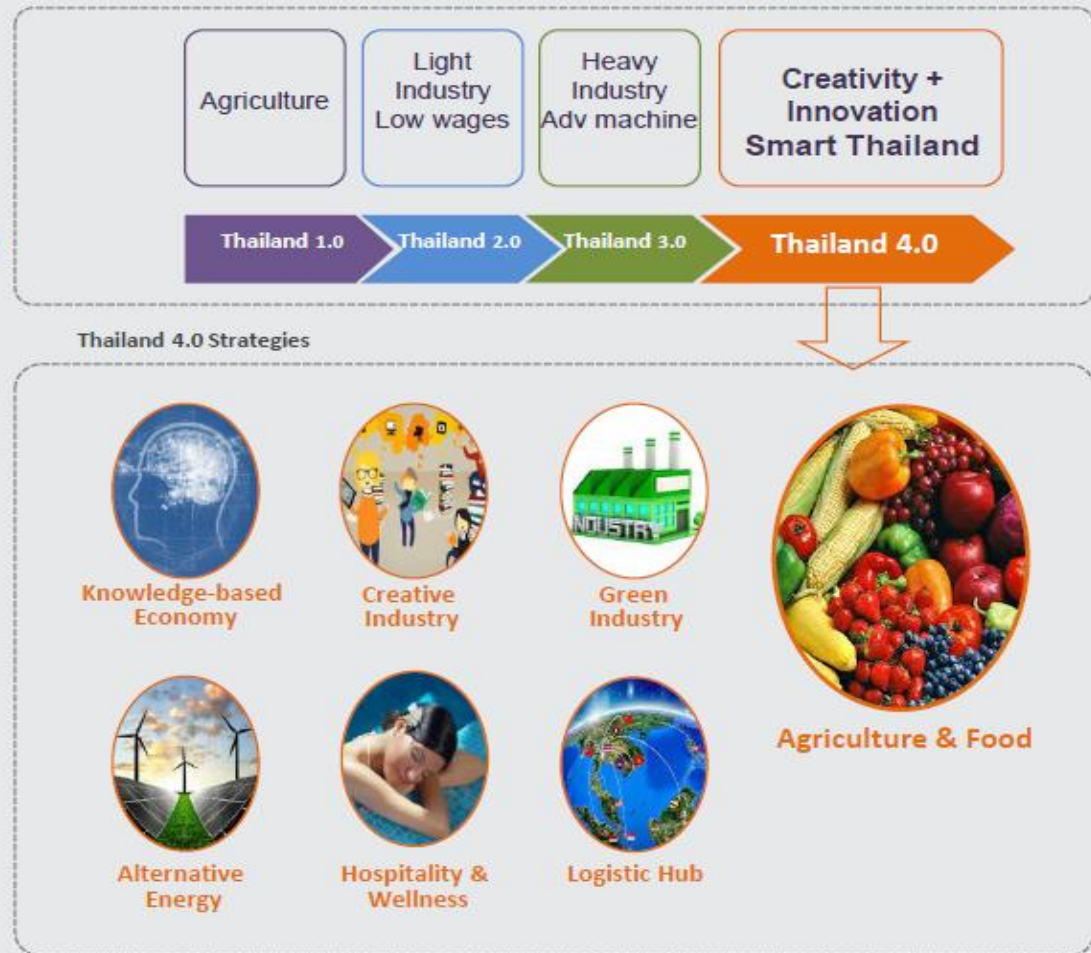 Agriculture
Light
Industry
Low wages
Heavy
Industry
Adv machine
Creativity +
Innovation
Smart Thailand
Thailand 1.0
Thailand 2.0
Thailand 3.0
Thailand 4.0
Thailand 4.0 Strategies
INDUSTRY
Knowledge-based
Economy
Creative
Industry
Green
Industry
Agriculture & Food
Alternative
Energy
Hospitality &
Wellness
Logistic Hub